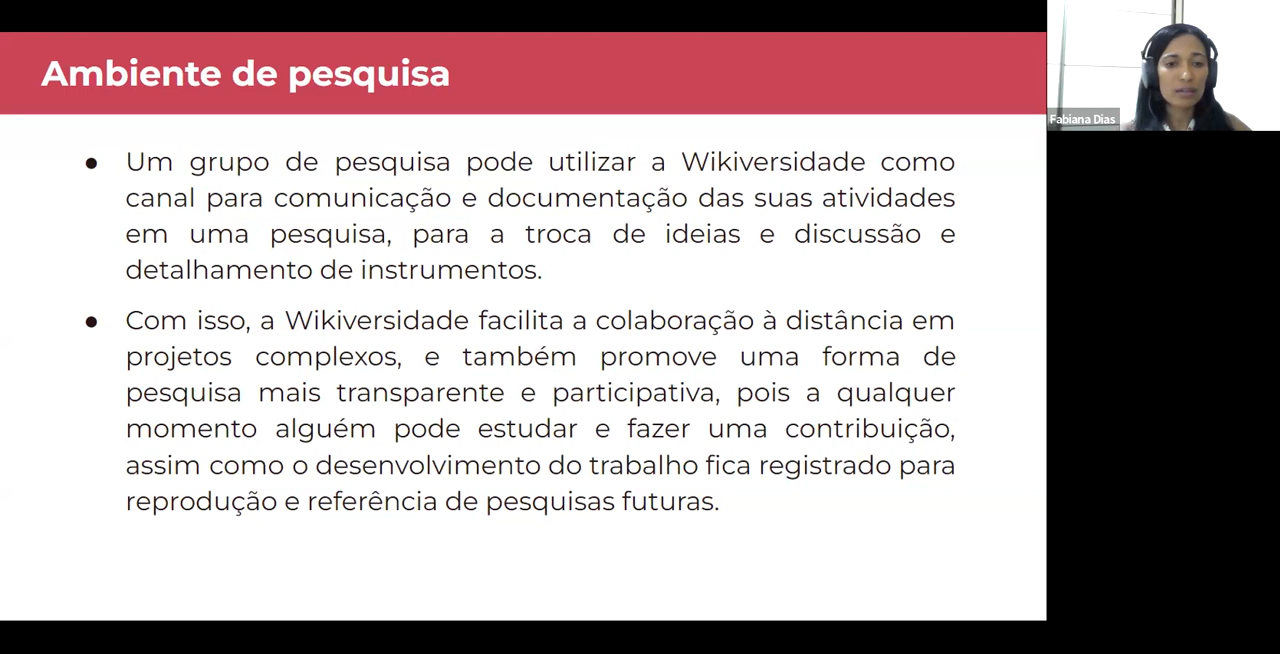 Ambiente de pesquisa
Fabiana Dias
● Um grupo de pesquisa pode utilizar a Wikiversidade como
canal para comunicação e documentação das suas atividades
em uma pesquisa, para a troca de ideias e discussão e
detalhamento de instrumentos.
● Com isso, a Wikiversidade facilita a colaboração à distância em
projetos complexos, e também promove uma forma de
pesquisa mais transparente e participativa, pois a qualquer
momento alguém pode estudar e fazer uma contribuição,
assim como o desenvolvimento do trabalho fica registrado para
reprodução e referência de pesquisas futuras.